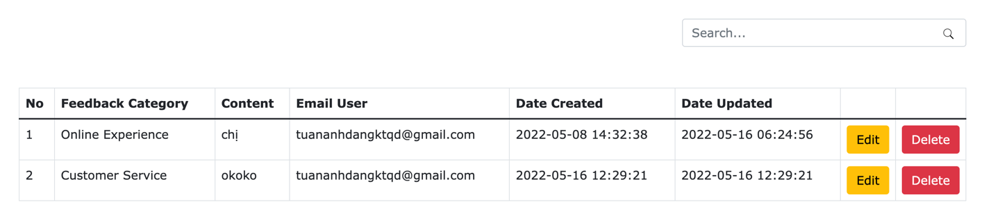 Search...
No Feedback Category Content Email User Date Created Date Updated
1 Online Experience chị tuananhdangktqd@gmail.com 2022-05-08 14:32:38 2022-05-16 06:24:56 Edit Delete
2 Customer Service okoko tuananhdangktqd@gmail.com 2022-05-16 12:29:21 2022-05-16 12:29:21 Edit Delete